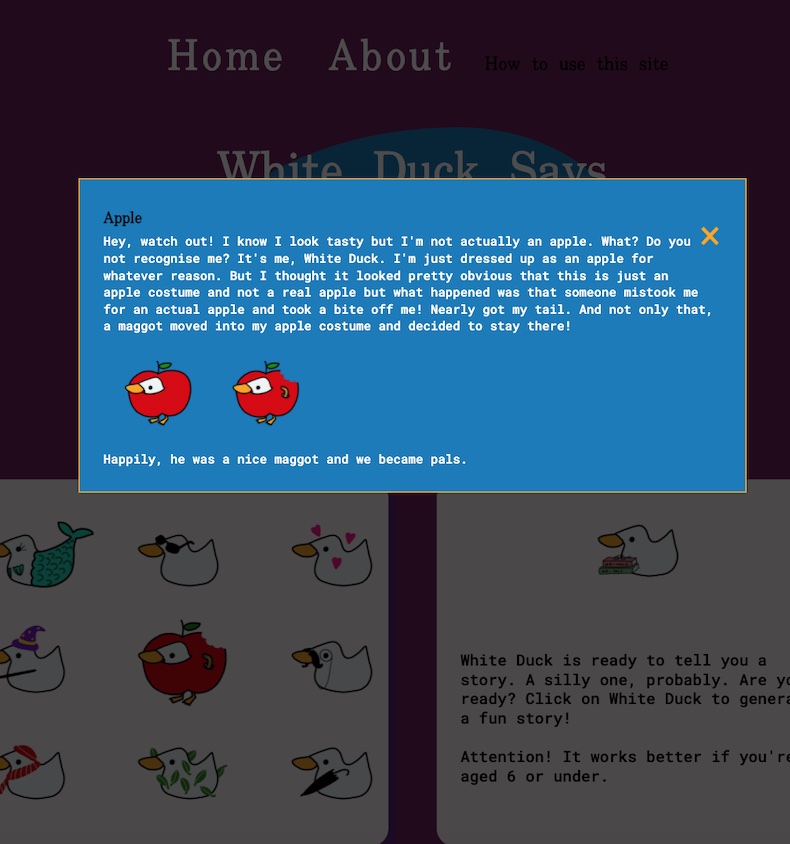 Home About How to use this site
White Duck Says
Apple
Hey, watch out! I know I look tasty but I'm not actually an apple. What? Do you
not recognise me? It's me, White Duck. I'm just dressed up as an apple for
whatever reason. But I thought it looked pretty obvious that this is just an
apple costume and not a real apple but what happened was that someone mistook me
for an actual apple and took a bite off me! Nearly got my tail. And not only that,
a maggot moved into my apple costume and decided to stay there!
Happily, he was a nice maggot and we became pals.
White Duck is ready to tell you a
story. A silly one, probably. Are
ready? Click on White Duck to
a fun story!
Attention! It works better if
aged 6 or under.